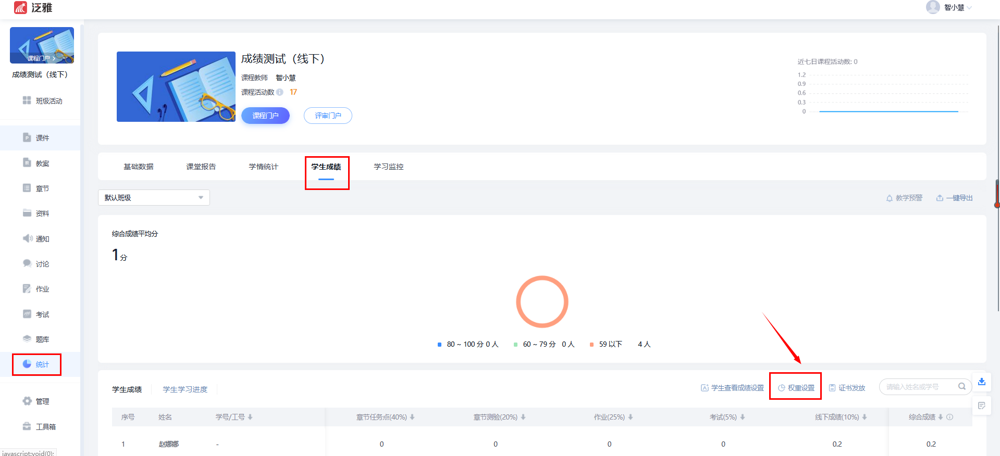 泛雅
智小慧
课程门户 >
成绩测试（线下）
班级活动
课件
教案
章节
资料
通知
讨论
作业
考试
题库
统计
管理
工具箱
javascript:void(0);
成绩测试（线下）
课程教师 智小慧
课程活动数 17
课程门户 评审门户
近七日课程活动数: 0
1.2
0.9
0.6
0.3
0
基础数据 课堂报告 学情统计 学生成绩 学习监控
默认班级
教学预警 一键导出
综合成绩平均分
1分
80 ~ 100 分 0 人 60 ~ 79 分 0 人 59 以下 4 人
学生成绩 学生学习进度 学生查看成绩设置 权重设置 证书发放 请输入姓名或学号
序号 姓名 学号/工号 章节任务点(40%) 章节测验(20%) 作业(25%) 考试(5%) 线下成绩(10%) 综合成绩
1 赵娜娜 - 0 0 0 0 0.2 0.2